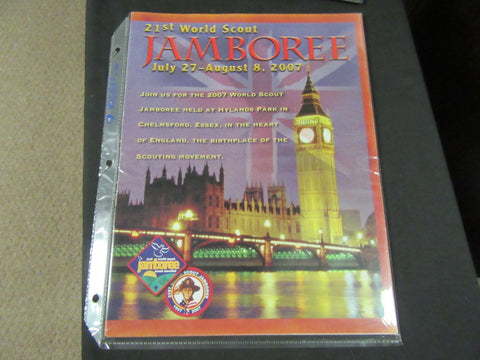 21st World Scout
JAMBOREE
July 27–August 8, 2007
Join us for the 2007 World Scout
Jamboree held at Hylands Park in
Chelmsford, Essex, in the heart
of England, the birthplace of the
Scouting movement.
jamboree